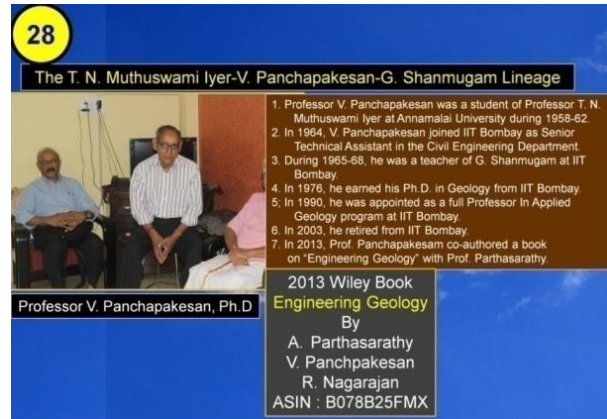 28
The T. N. Muthuswami Iyer-V. Panchapakesan-G. Shanmugam Lineage
1. Professor V. Panchapakesan was a student of Professor T. N.
Muthuswami Iyer at Annamalai University during 1958-62.
2. In 1964, V. Panchapakesan joined IIT Bombay as Senior
Technical Assistant in the Civil Engineering Department.
3. During 1965-68, he was a teacher of G. Shanmugam at IIT
Bombay.
4. In 1976, he earned his Ph.D. in Geology from IIT Bombay.
5; In 1990, he was appointed as a full Professor In Applied
Geology program at IIT Bombay.
6. In 2003, he retired from IIT Bombay.
7. In 2013, Prof. Panchapakesam co-authored a book
on “Engineering Geology” with Prof. Parthasarathy.
Professor V. Panchapakesan, Ph.D
2013 Wiley Book
Engineering Geology
By
A. Parthasarathy
V. Panchpakesan
R. Nagarajan
ASIN : B078B25FMX